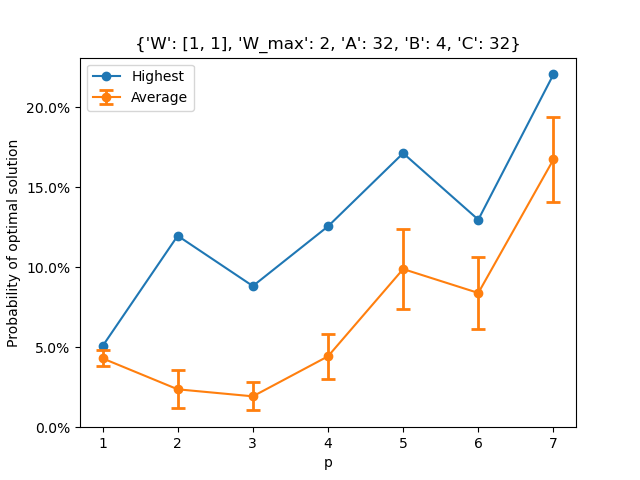 {'W': [1, 1], 'W_max': 2, 'A': 32, 'B': 4, 'C': 32}
Highest
Average
Probability of optimal solution
20.0%
15.0%
10.0%
5.0%
0.0%
1 2 3 4 5 6 7
p